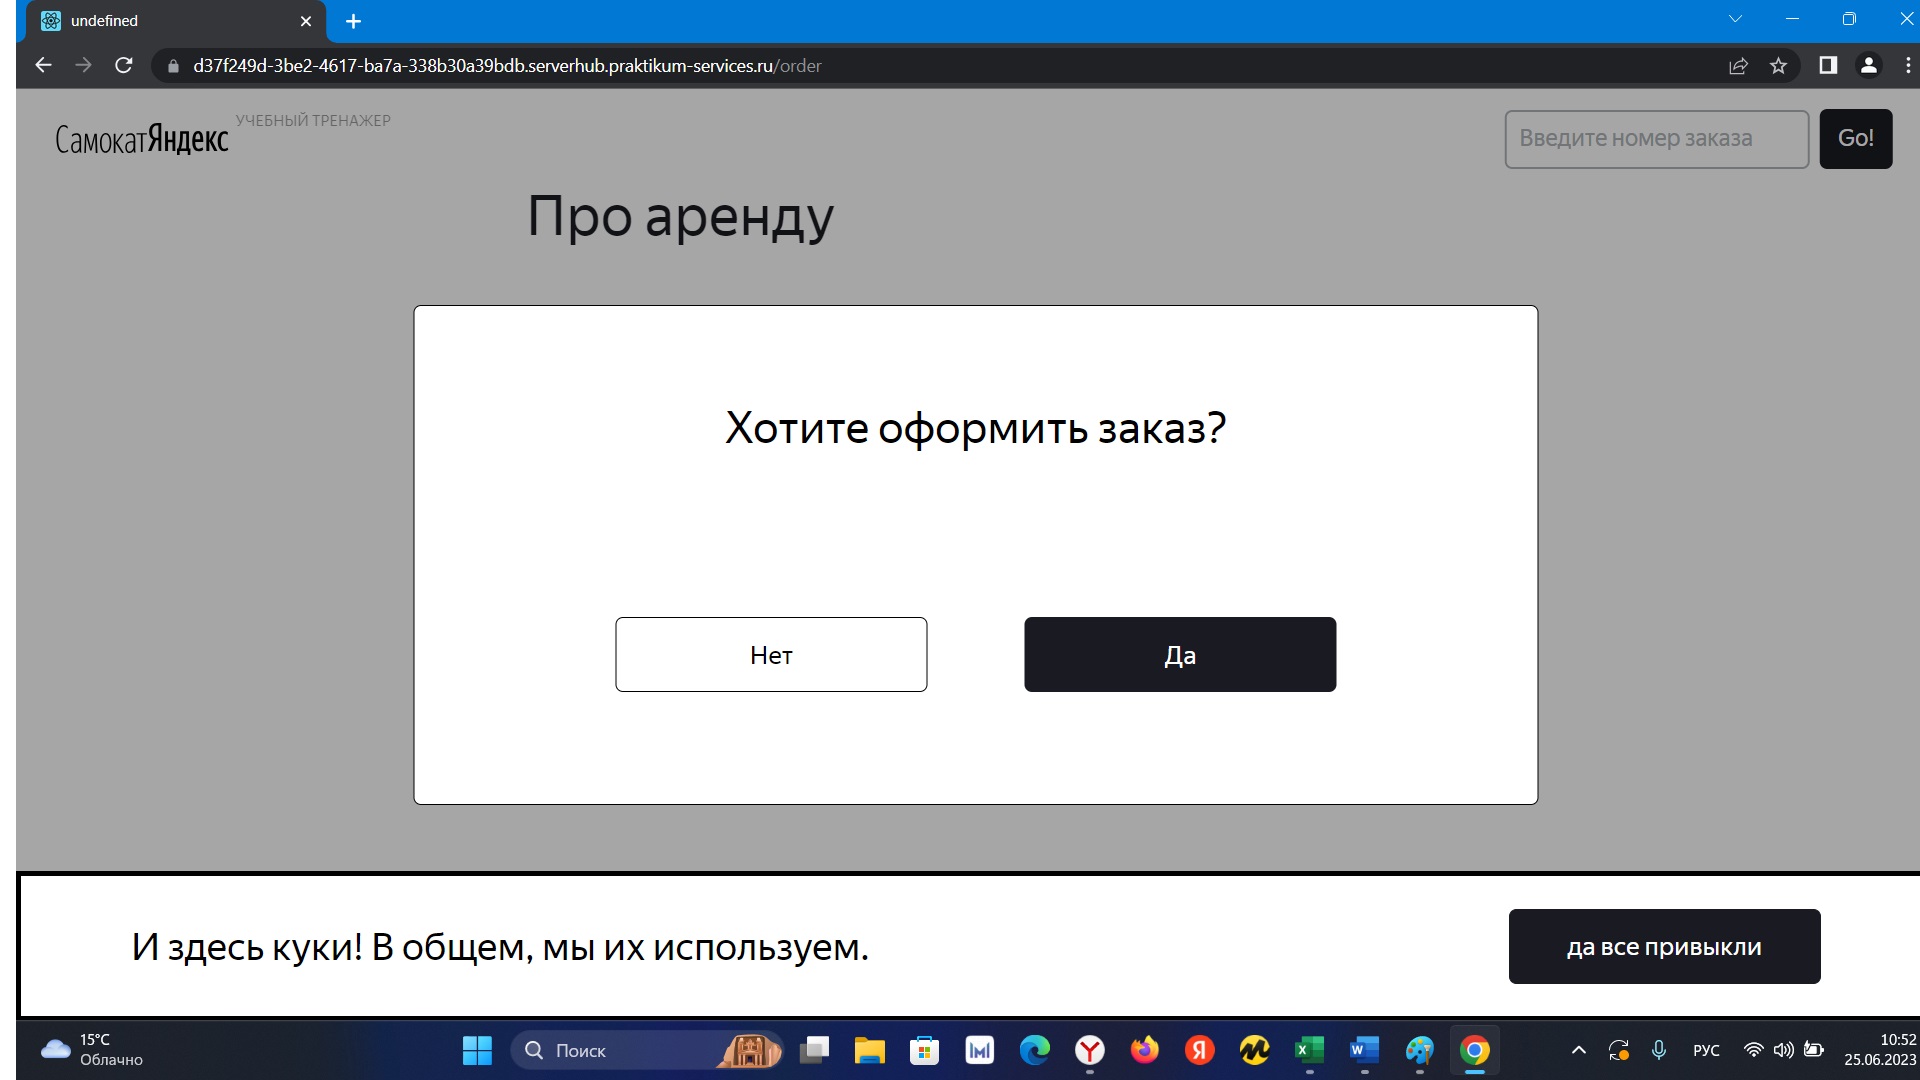 undefined
d37f249d-3be2-4617-ba7a-338b30a39bdb.serverhub.praktikum-services.ru/order
СамокатЯндекс
УЧЕБНЫЙ ТРЕНАЖЕР
Введите номер заказа
Go!
Про аренду
Хотите оформить заказ?
Нет
Да
И здесь куки! В общем, мы их используем.
да все привыкли
15°C
Облачно
Поиск
РУС
10:52
25.06.2023